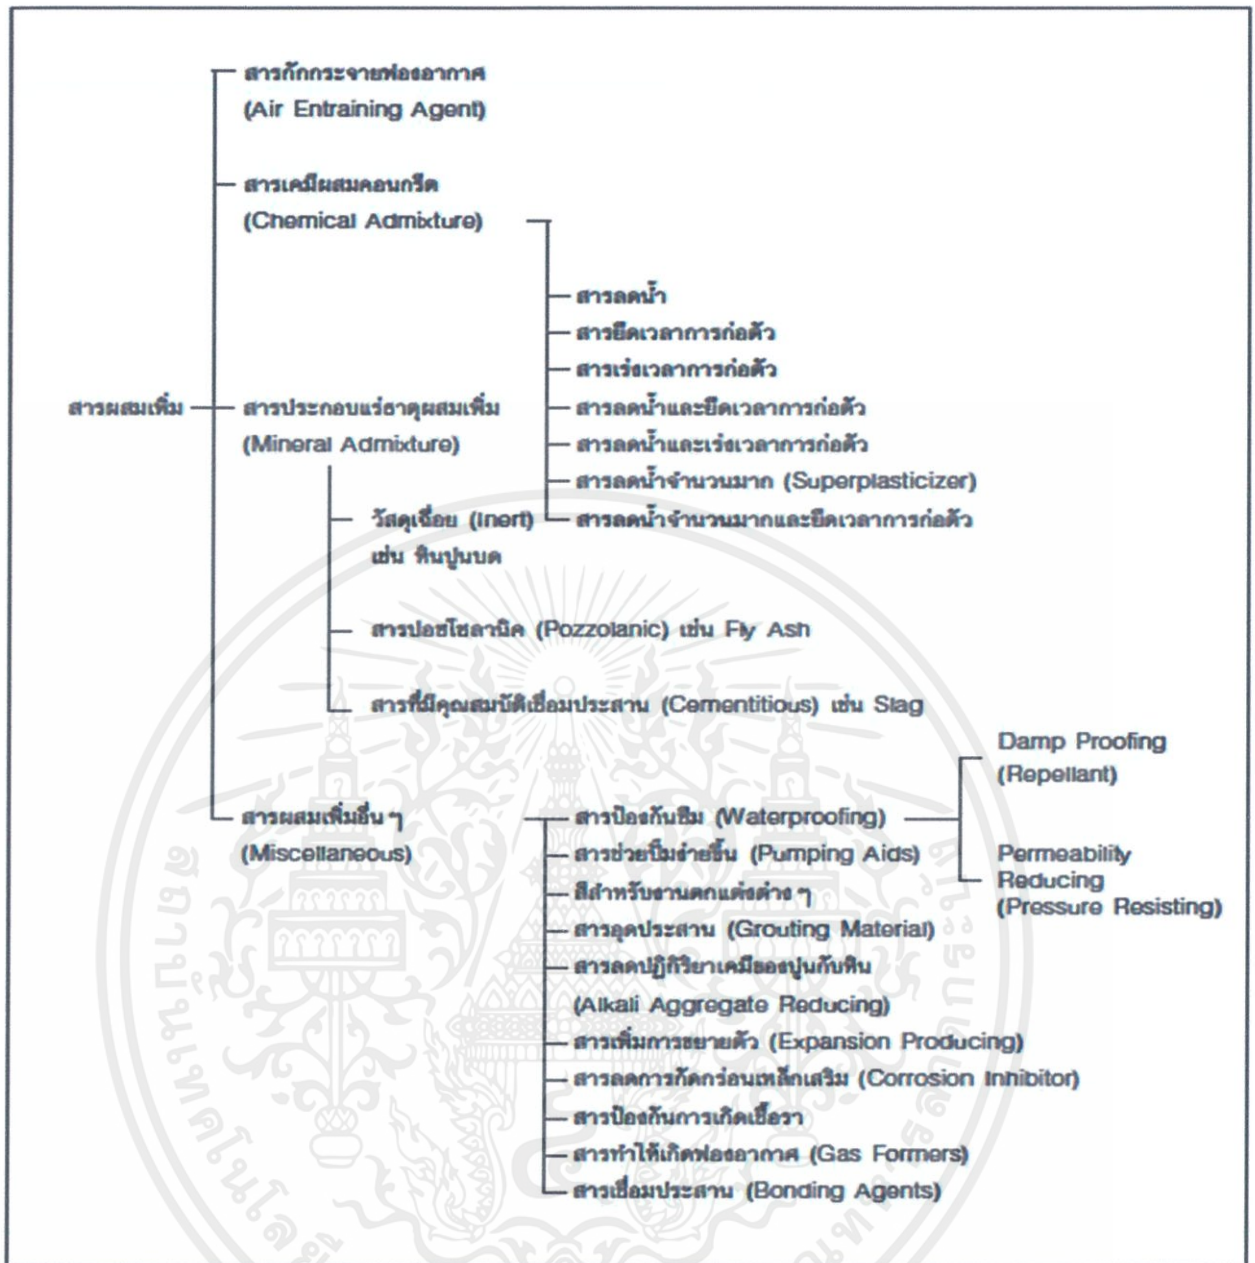 สารกักกระจายฟองอากาศ
(Air Entraining Agent)
สารเคมีผสมคอนกรีต
(Chemical Admixture)
สารลดน้ำ
สารยืดเวลาการก่อตัว
สารเร่งเวลาการก่อตัว
สารผสมเพิ่ม
สารประกอบแร่ธาตุผสมเพิ่ม
(Mineral Admixture)
สารลดน้ำและยืดเวลาการก่อตัว
สารลดน้ำและเร่งเวลาการก่อตัว
สารลดน้ำจำนวนมาก (Superplasticizer)
สารลดน้ำจำนวนมากและยืดเวลาการก่อตัว
วัสดุเฉื่อย (Inert)
เช่น หินปูนบด
สารปอซโซลานิค (Pozzolanic) เช่น Fly Ash
สารที่มีคุณสมบัติเชื่อมประสาน (Cementitious) เช่น Slag
สารผสมเพิ่มอื่น ๆ
(Miscellaneous)
สารป้องกันซึม (Waterproofing)
Damp Proofing
(Repellant)
Permeability
Reducing
(Pressure Resisting)
สารช่วยปั๊มง่ายขึ้น (Pumping Aids)
สีสำหรับงานตกแต่งต่าง ๆ
สารอุดประสาน (Grouting Material)
สารลดปฏิกิริยาเคมีของปูนกับหิน
(Alkali Aggregate Reducing)
สารเพิ่มการขยายตัว (Expansion Producing)
สารลดการกัดกร่อนเหล็กเสริม (Corrosion Inhibitor)
สารป้องกันการเกิดเชื้อรา
สารทำให้เกิดฟองอากาศ (Gas Formers)
สารเชื่อมประสาน (Bonding Agents)